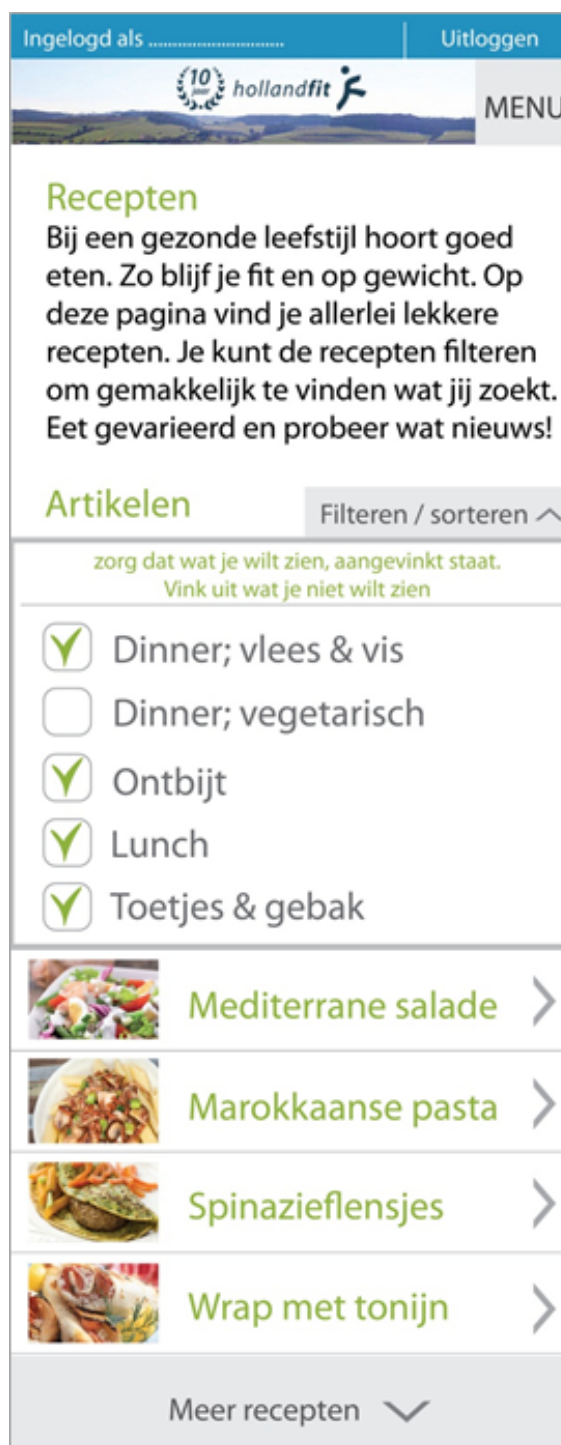 Ingelogd als ............................. Uitloggen
10 jaar hollandfit MENU
Recepten
Bij een gezonde leefstijl hoort goed
eten. Zo blijf je fit en op gewicht. Op
deze pagina vind je allerlei lekkere
recepten. Je kunt de recepten filteren
om gemakkelijk te vinden wat jij zoekt.
Eet gevarieerd en probeer wat nieuws!
Artikelen Filteren / sorteren
zorg dat wat je wilt zien, aangevinkt staat.
Vink uit wat je niet wilt zien
Dinner; vlees & vis
Dinner; vegetarisch
Ontbijt
Lunch
Toetjes & gebak
Mediterrane salade
Marokkaanse pasta
Spinazieflensjes
Wrap met tonijn
Meer recepten